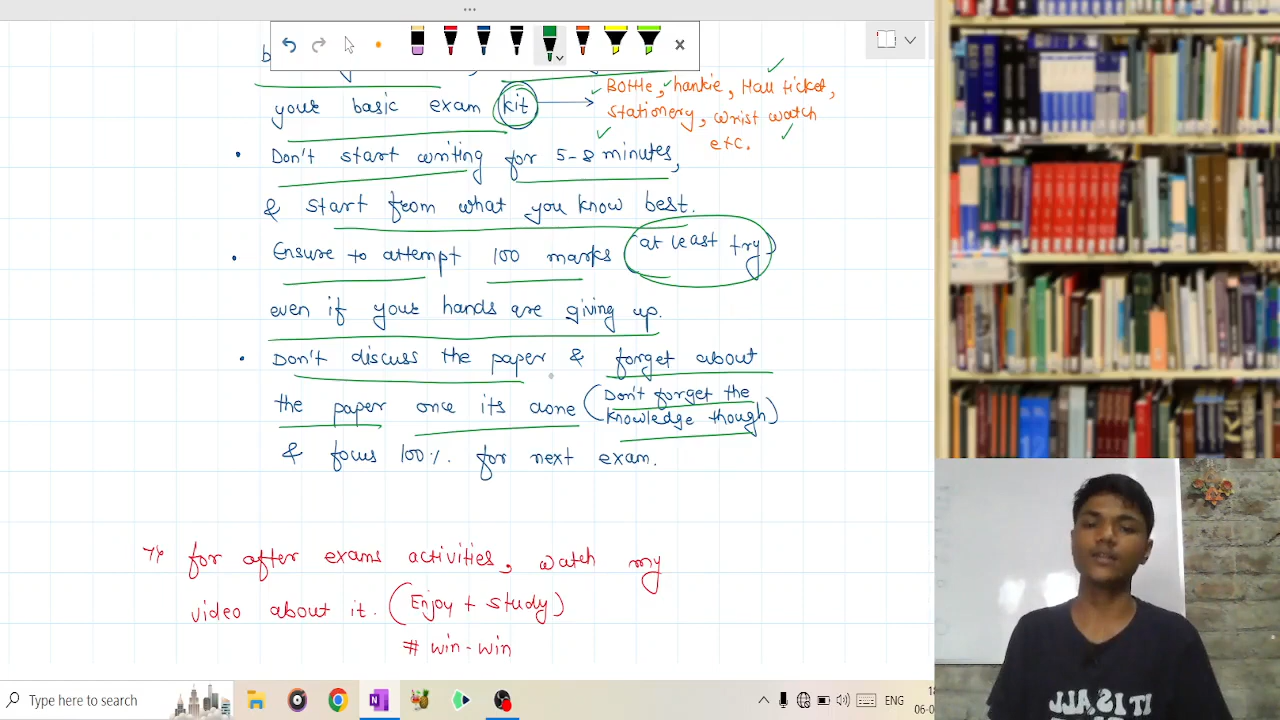 your basic exam kit
Bottle, hankie, Hall ticket,
stationery, wrist watch
etc.
• Don't start writing for 5-8 minutes,
& start from what you know best.
• Ensure to attempt 100 marks (at least try)
even if your hands are giving up.
• Don't discuss the paper & forget about
the paper once its done (Don't forget the
knowledge though)
& focus 100% for next exam.
for after exams activities, watch my
video about it. (Enjoy + study)
# win-win
Type here to search
ENG
IT IS ALL